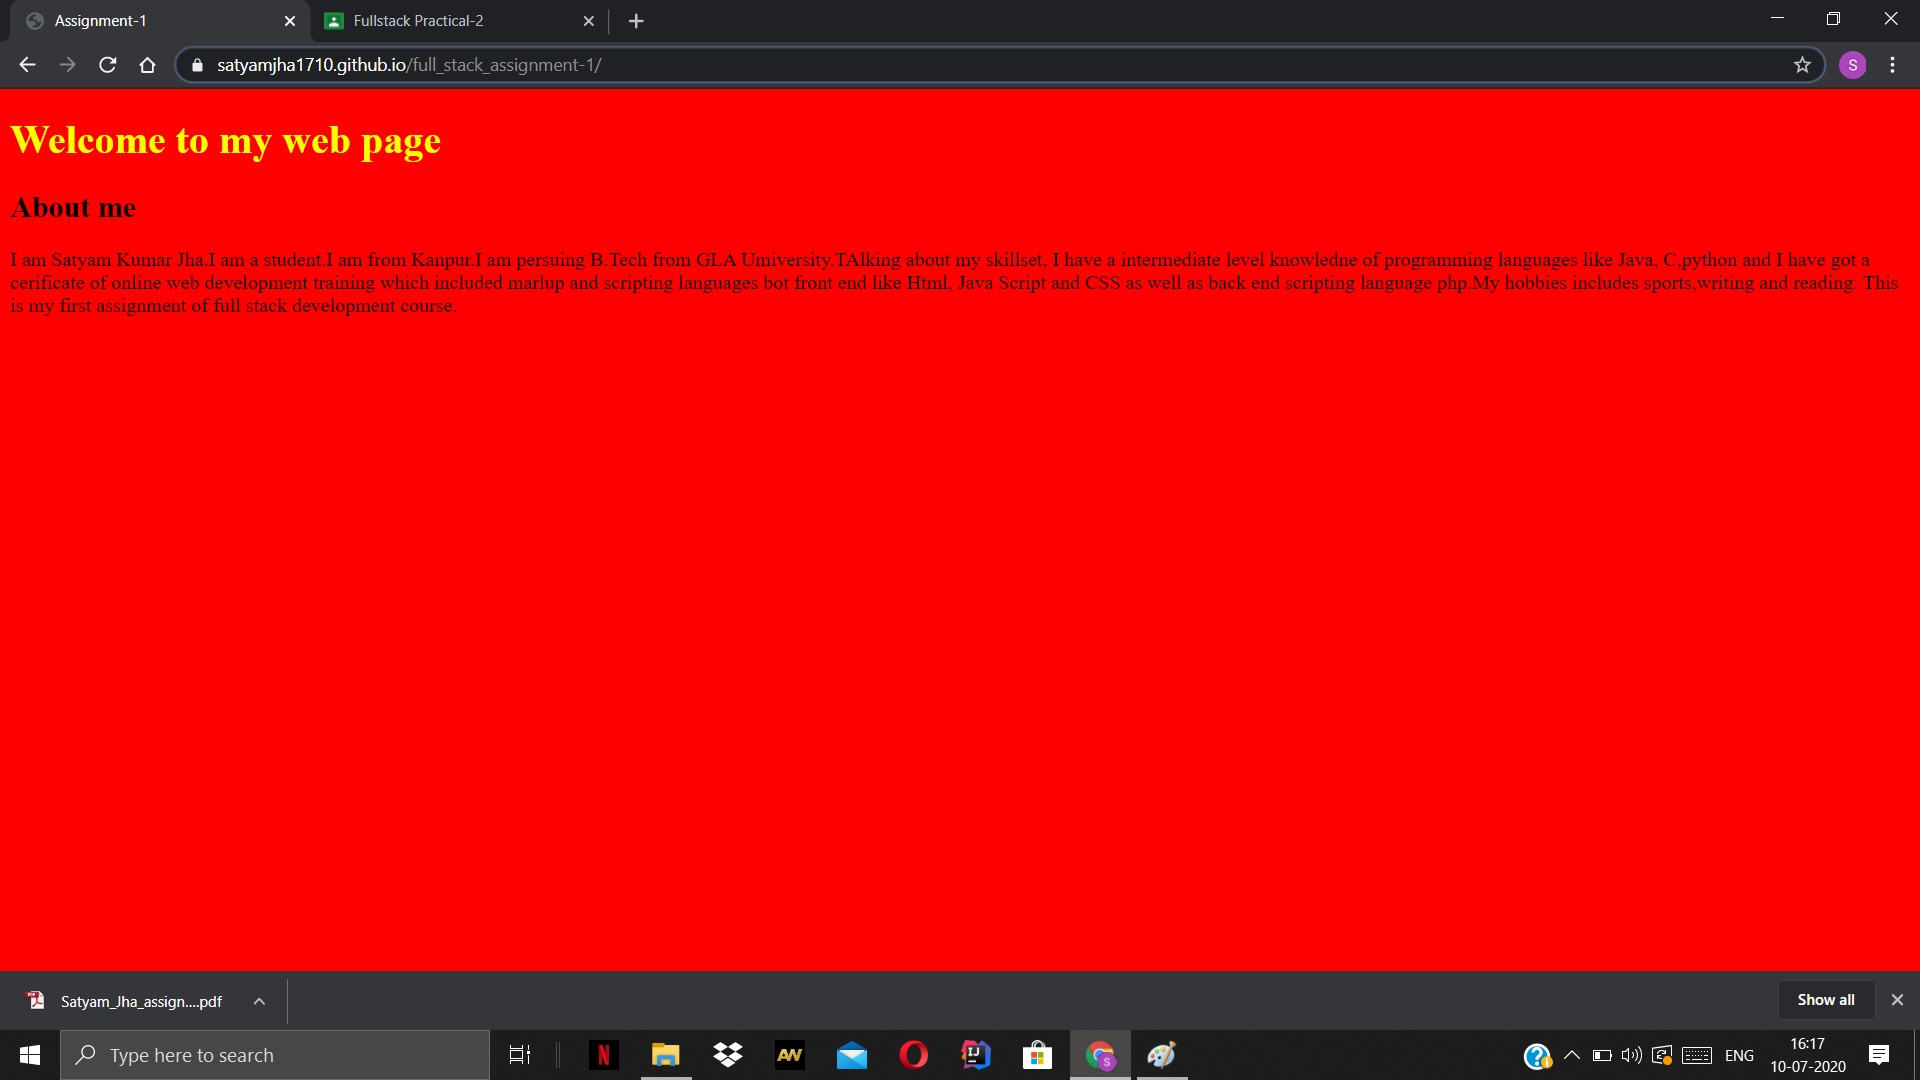 Assignment-1
Fullstack Practical-2
satyamjha1710.github.io/full_stack_assignment-1/
S
Welcome to my web page
About me
I am Satyam Kumar Jha.I am a student.I am from Kanpur.I am persuing B.Tech from GLA Umiversity.TAlking about my skillset, I have a intermediate level knowledne of programming languages like Java, C,python and I have got a
cerificate of online web development training which included marlup and scripting languages bot front end like Html, Java Script and CSS as well as back end scripting language php.My hobbies includes sports,writing and reading. This
is my first assignment of full stack development course.
Satyam_Jha_assign....pdf
Show all
Type here to search
N
AW
IJ
S
ENG
16:17
10-07-2020